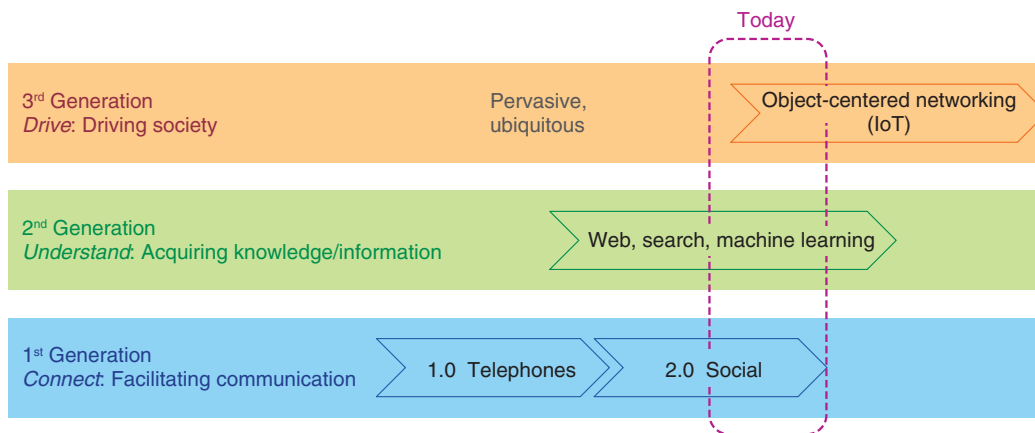 Today
3rd Generation
Drive: Driving society
Pervasive,
ubiquitous
Object-centered networking
(IoT)
2nd Generation
Understand: Acquiring knowledge/information
Web, search, machine learning
1st Generation
Connect: Facilitating communication
1.0 Telephones
2.0 Social